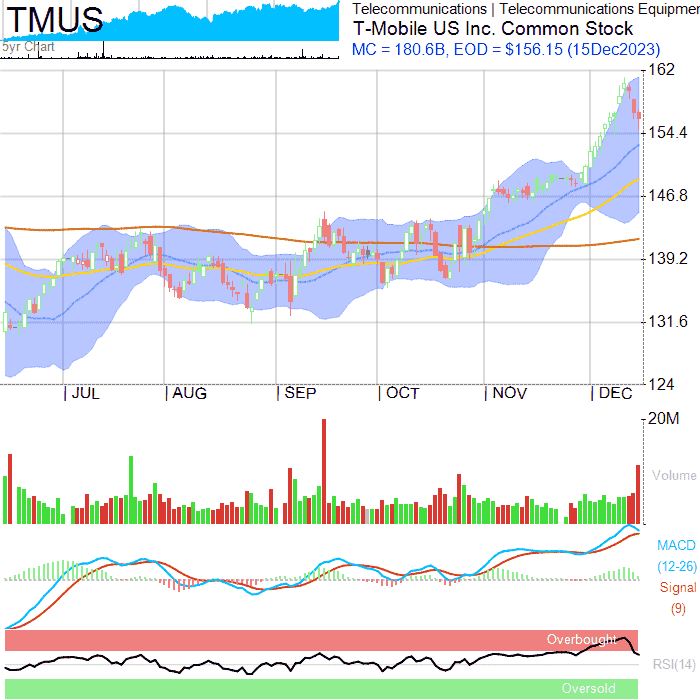 TMUS
5yr Chart
Telecommunications | Telecommunications Equipmen
T-Mobile US Inc. Common Stock
MC = 180.6B, EOD = $156.15 (15Dec2023)
162
154.4
146.8
139.2
131.6
124
| JUL | AUG | SEP | OCT | NOV | DEC
20M
Volume
MACD
(12-26)
Signal
(9)
Overbought
RSI(14)
Oversold